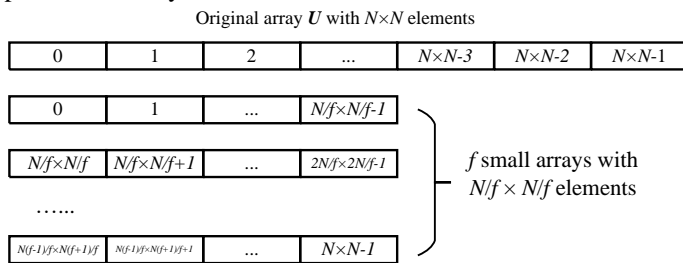 Original array U with N×N elements
0 1 2 ... N×N-3 N×N-2 N×N-1
0 1 ... N/f×N/f-1
N/f×N/f N/f×N/f+1 ... 2N/f×2N/f-1
f small arrays with
N/f × N/f elements
…...
N(f-1)/f×N(f+1)/f N(f-1)/f×N(f+1)/f+1 ... N×N-1